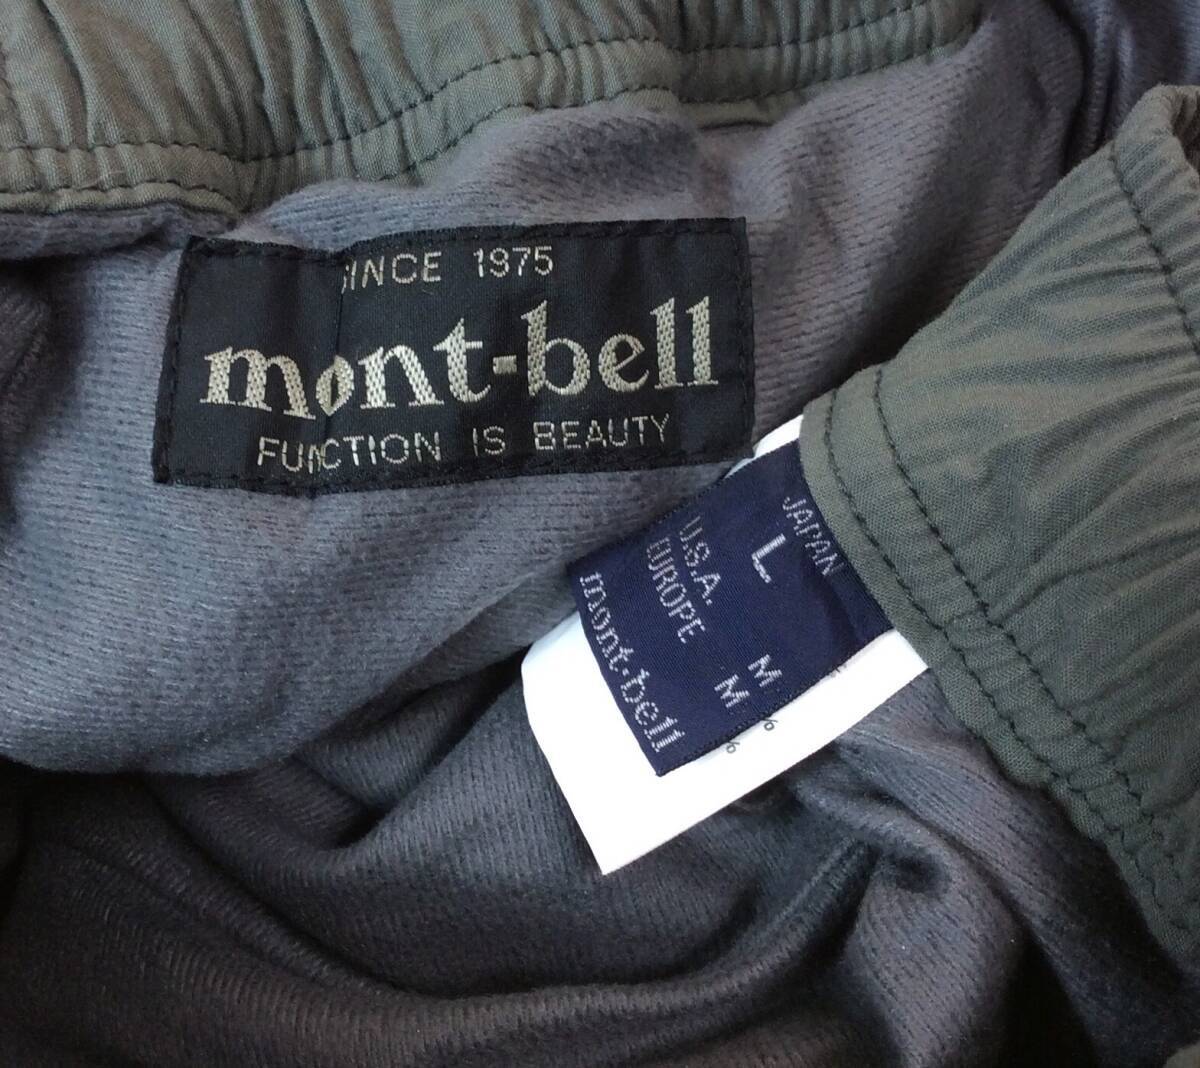 SINCE 1975
mont-bell
FUNCTION IS BEAUTY
JAPAN
L
U.S.A. M
EUROPE M
mont-bell